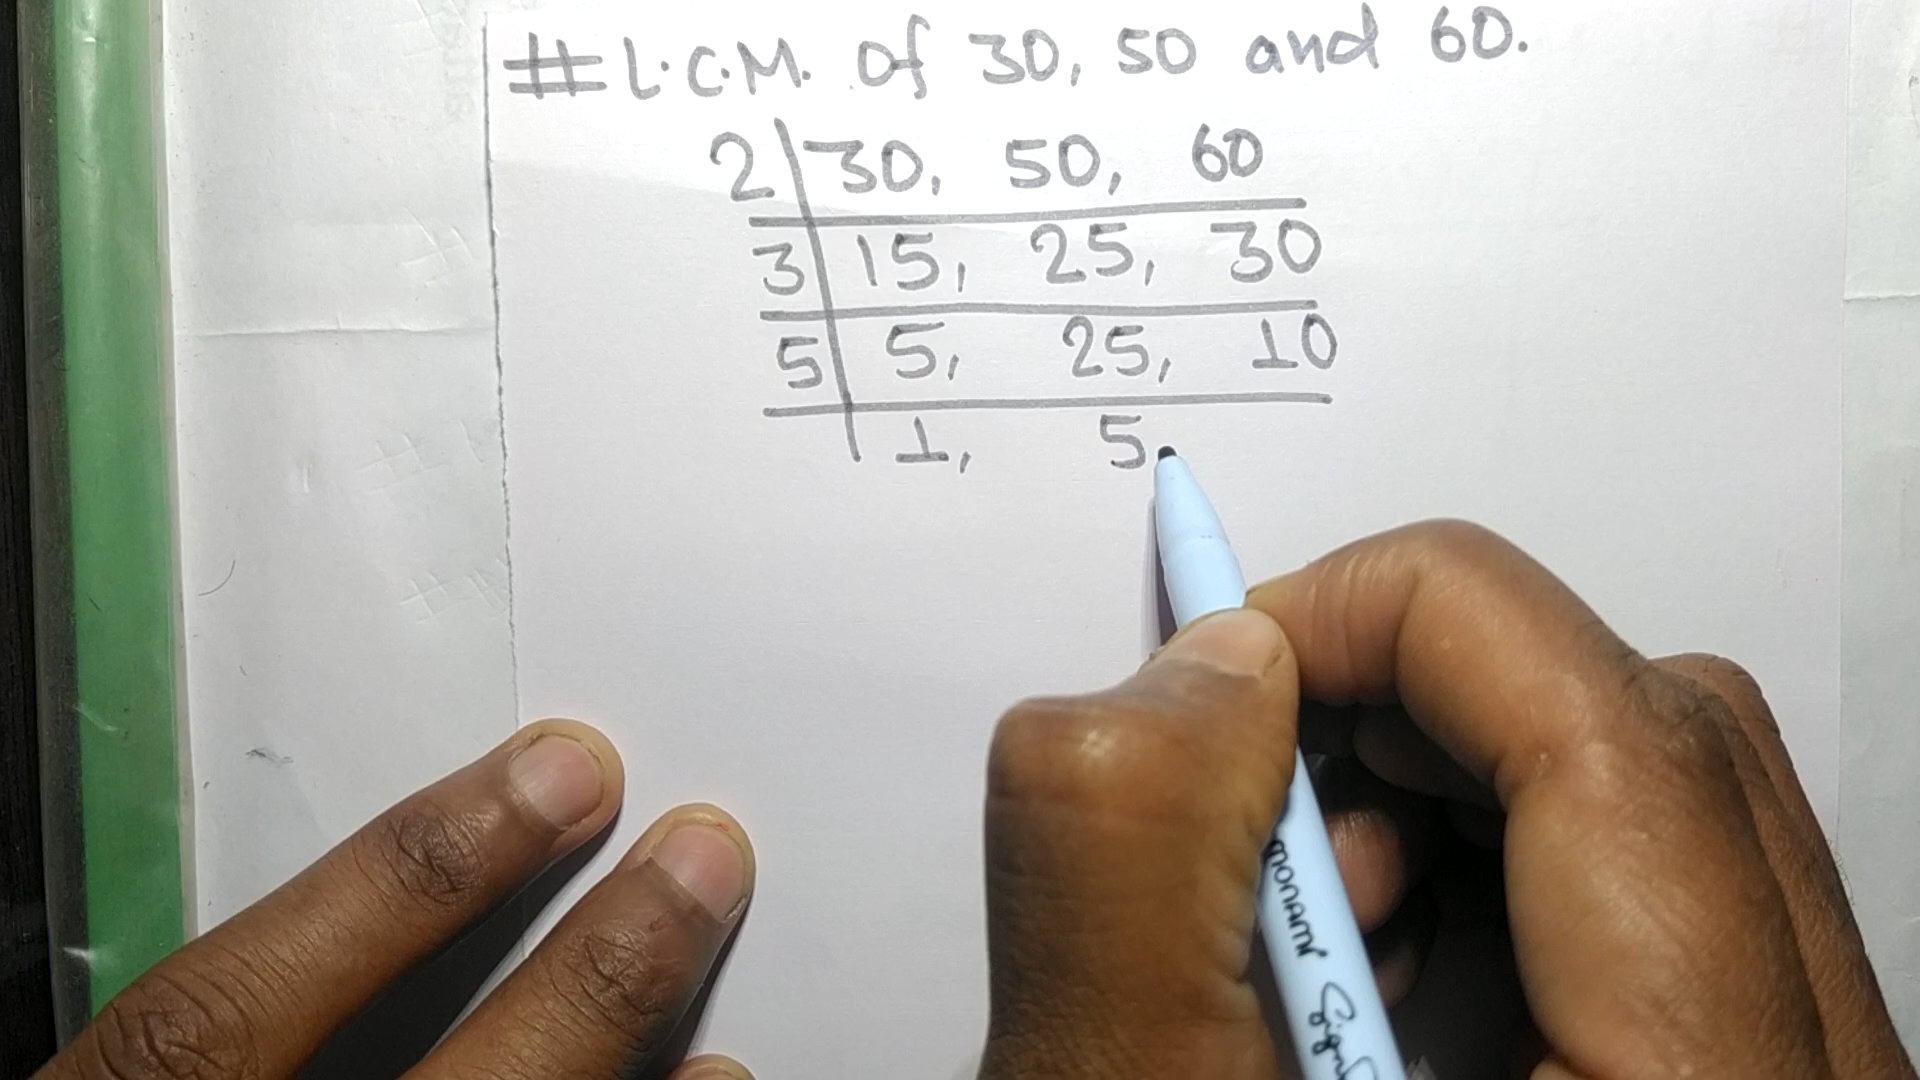 # L.C.M. of 30, 50 and 60.
2 30, 50, 60
3 15, 25, 30
5 5, 25, 10
1, 5,
monami